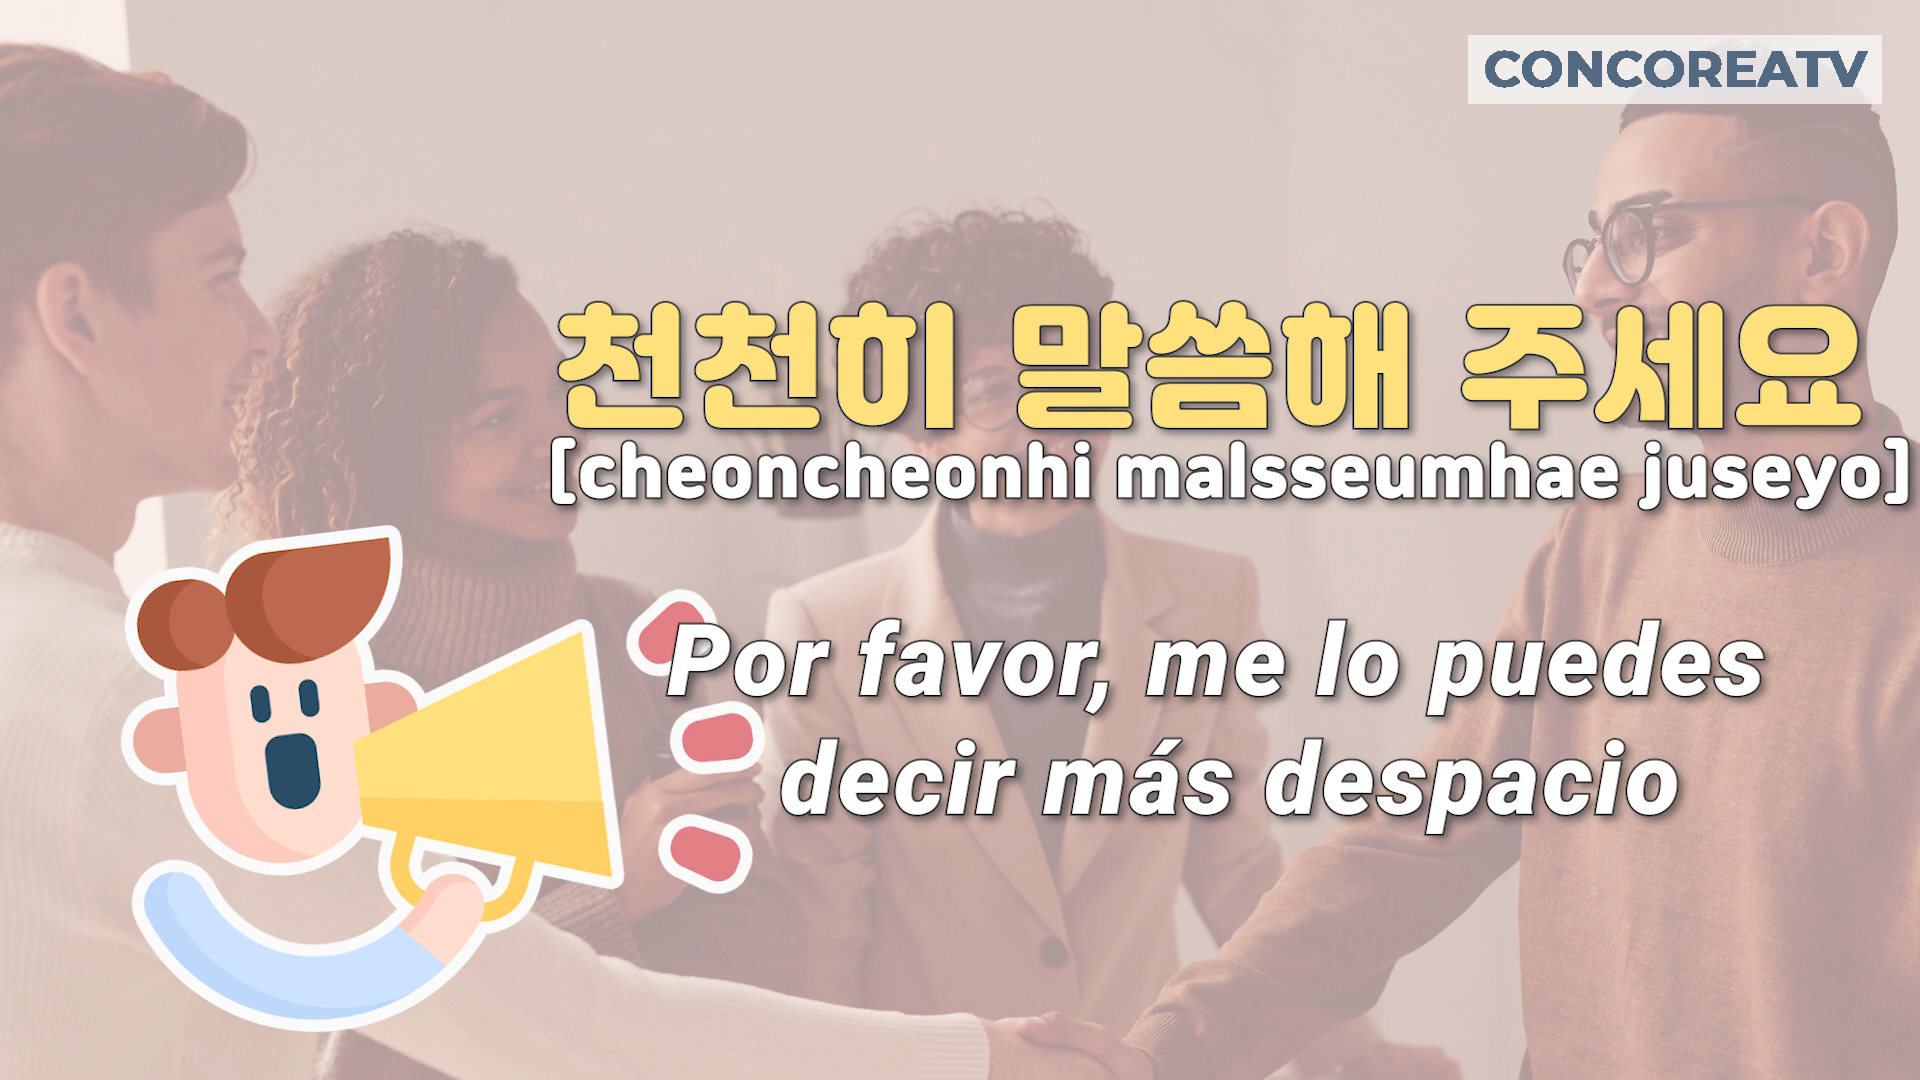 CONCOREATV
천천히 말씀해 주세요
[cheoncheonhi malsseumhae juseyo]
Por favor, me lo puedes
decir más despacio